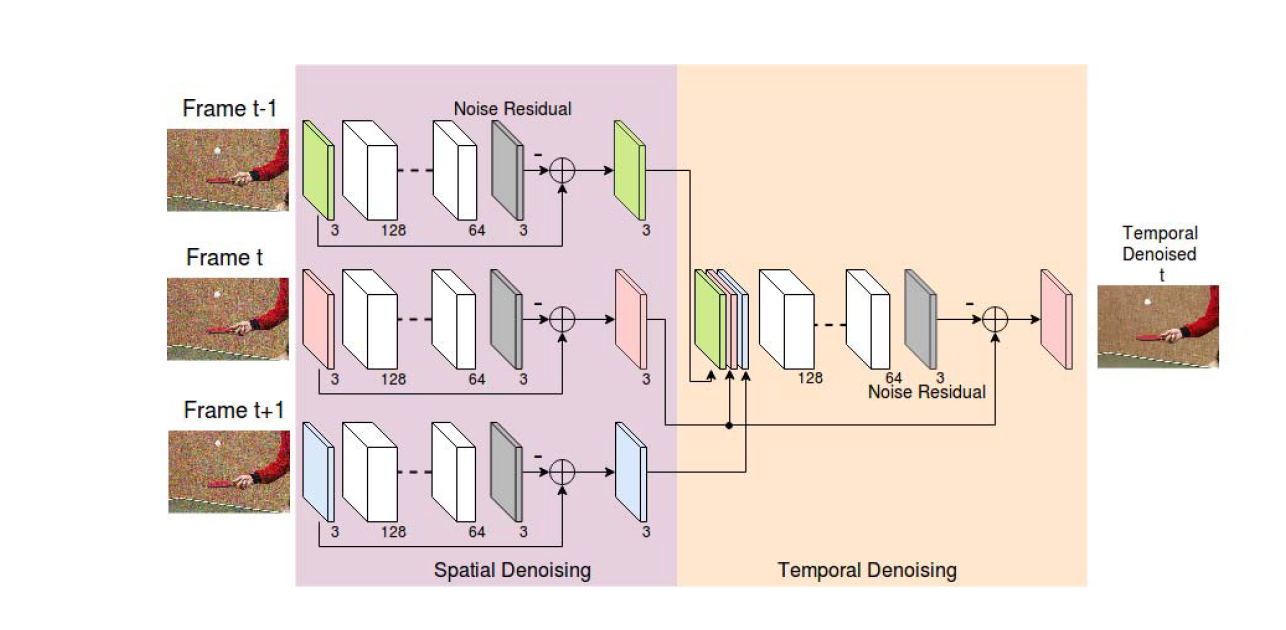 Frame t-1
Noise Residual
-
3
128
64
3
3
Frame t
-
3
128
64
3
3
Temporal
Denoised
t
-
128
64
3
Noise Residual
Frame t+1
-
3
128
64
3
3
Spatial Denoising
Temporal Denoising